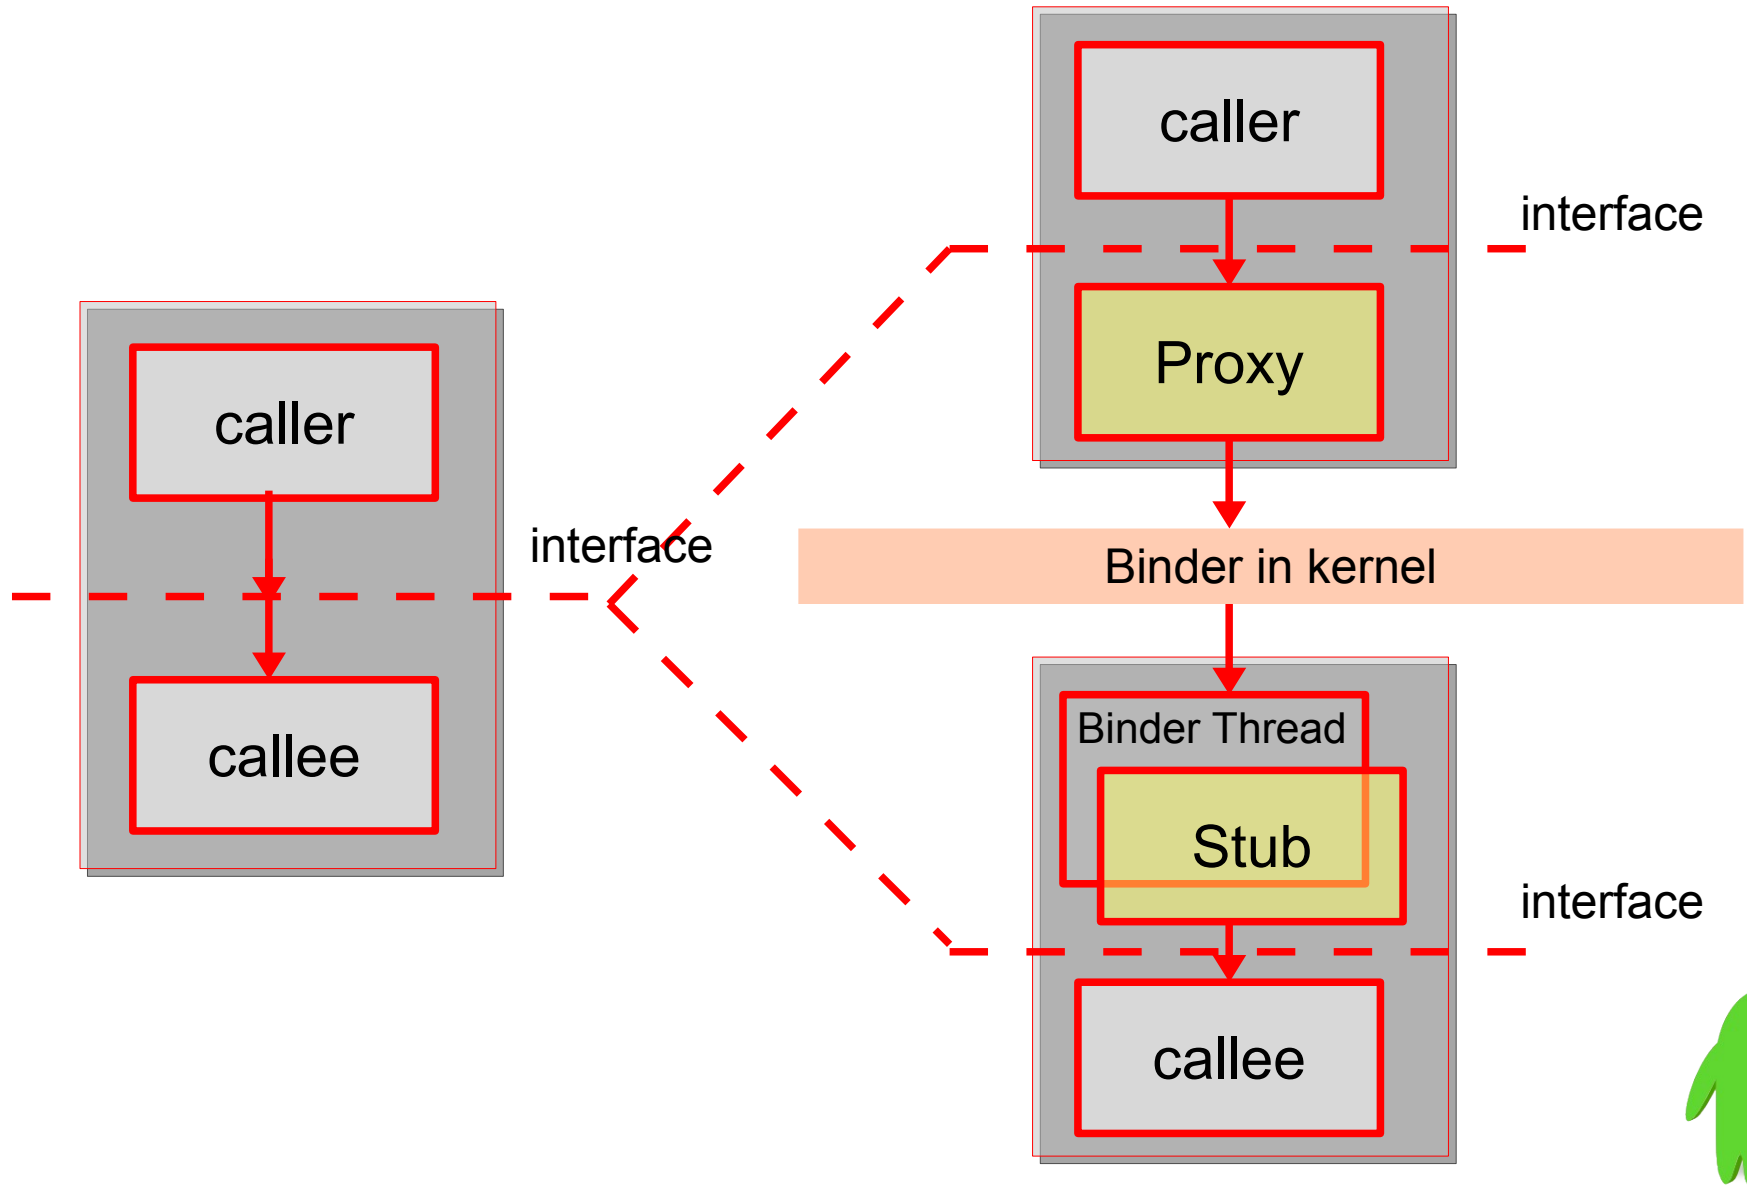 caller
interface
callee
caller
interface
Proxy
Binder in kernel
Binder Thread
Stub
interface
callee